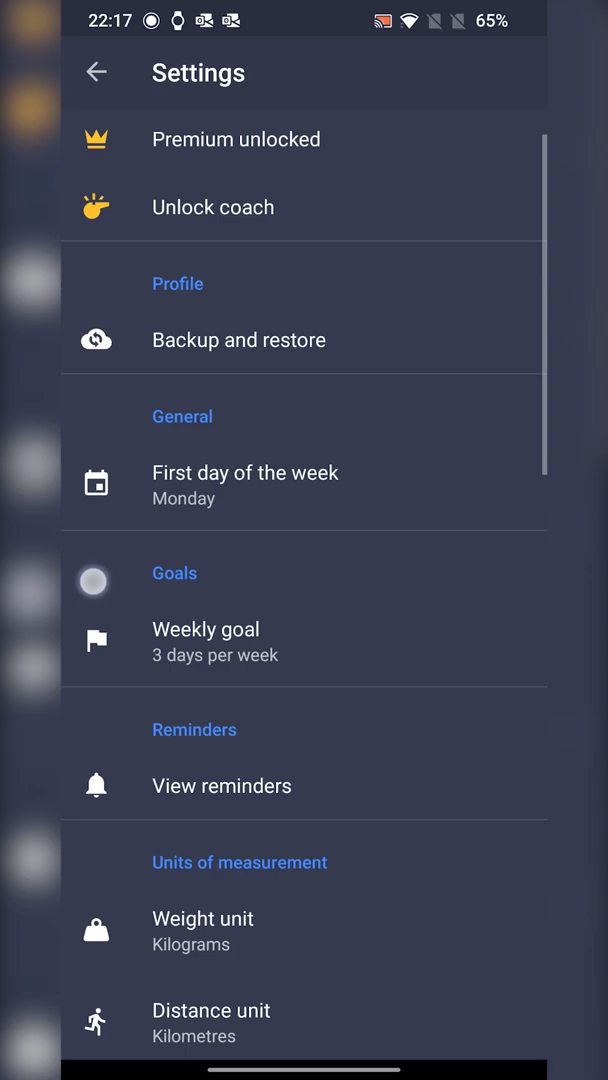 22:17
65%
Settings
Premium unlocked
Unlock coach
Profile
Backup and restore
General
First day of the week
Monday
Goals
Weekly goal
3 days per week
Reminders
View reminders
Units of measurement
Weight unit
Kilograms
Distance unit
Kilometres